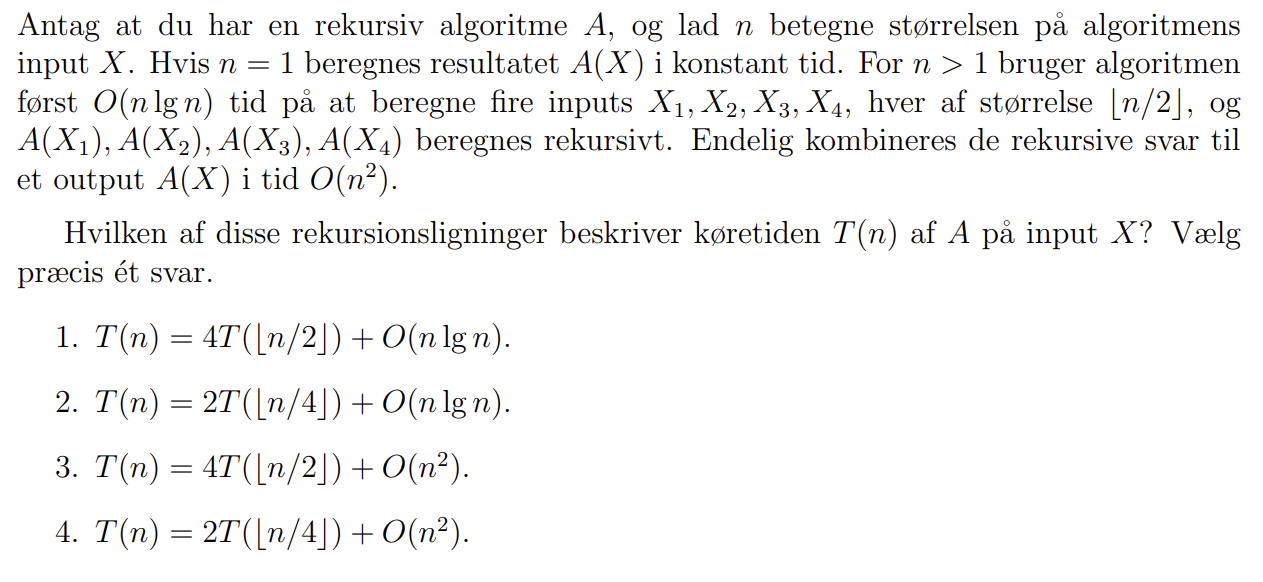 Antag at du har en rekursiv algoritme A, og lad n betegne størrelsen på algoritmens
input X. Hvis n = 1 beregnes resultatet A(X) i konstant tid. For n > 1 bruger algoritmen
først O(n lg n) tid på at beregne fire inputs X₁, X₂, X₃, X₄, hver af størrelse ⌊n/2⌋, og
A(X₁), A(X₂), A(X₃), A(X₄) beregnes rekursivt. Endelig kombineres de rekursive svar til
et output A(X) i tid O(n²).
Hvilken af disse rekursionsligninger beskriver køretiden T(n) af A på input X? Vælg
præcis ét svar.
1. T(n) = 4T(⌊n/2⌋) + O(n lg n).
2. T(n) = 2T(⌊n/4⌋) + O(n lg n).
3. T(n) = 4T(⌊n/2⌋) + O(n²).
4. T(n) = 2T(⌊n/4⌋) + O(n²).